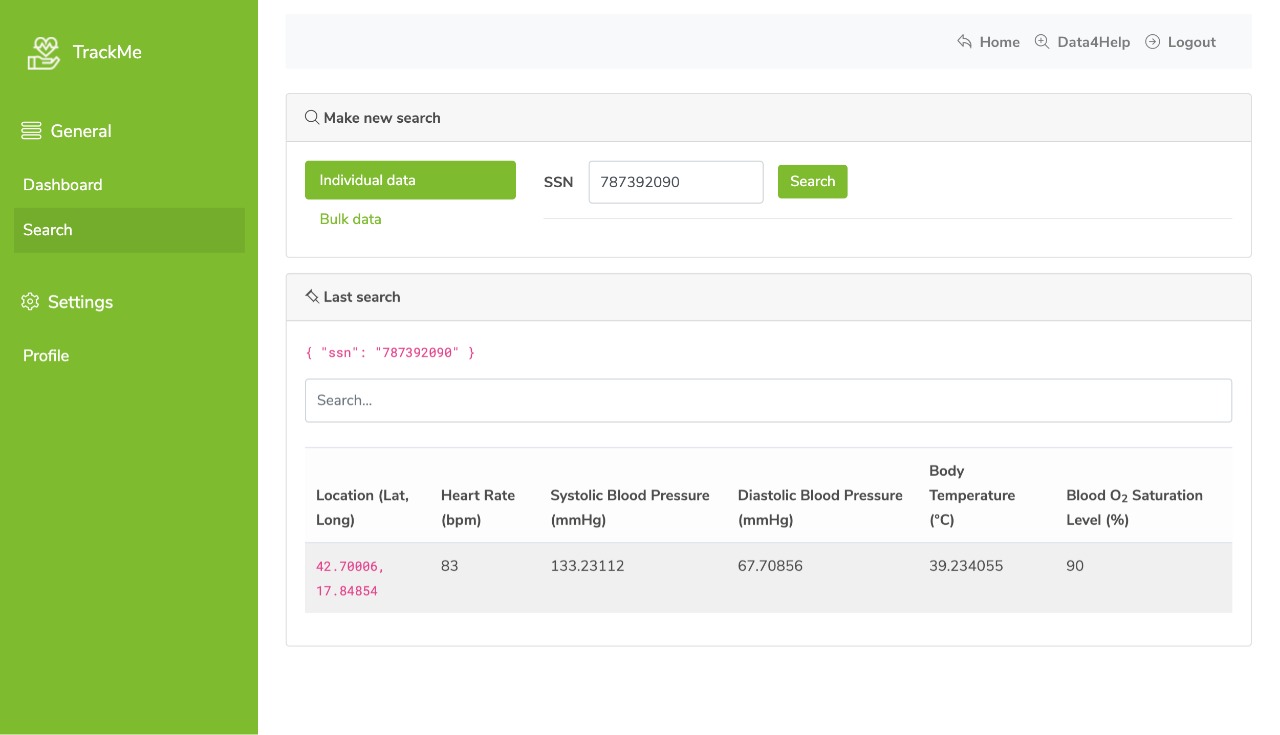 TrackMe
General
Dashboard
Search
Settings
Profile
Home Data4Help Logout
Make new search
Individual data
Bulk data
SSN 787392090 Search
Last search
{ "ssn": "787392090" }
Search...
Location (Lat, Long)
Heart Rate (bpm)
Systolic Blood Pressure (mmHg)
Diastolic Blood Pressure (mmHg)
Body Temperature (°C)
Blood O₂ Saturation Level (%)
42.70006, 17.84854
83
133.23112
67.70856
39.234055
90